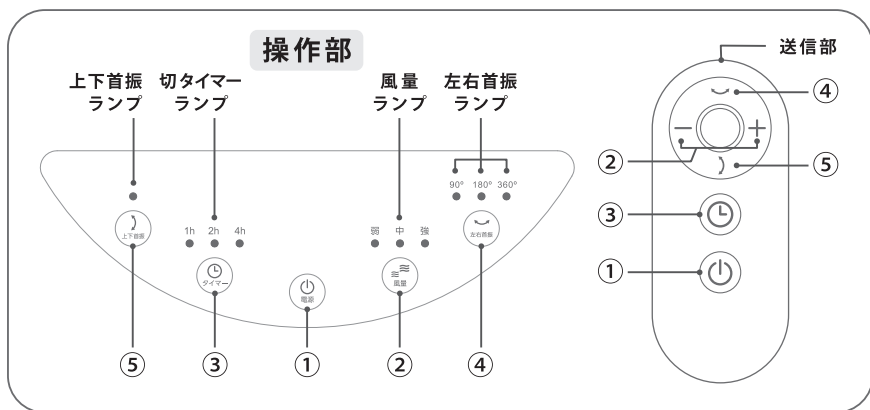 操作部
送信部
上下首振
ランプ
切タイマー
ランプ
風量
ランプ
左右首振
ランプ
90° 180° 360°
1h 2h 4h
弱 中 強
上下首振
タイマー
電源
風量
左右首振
⑤ ③ ① ② ④
④
②
⑤
③
①